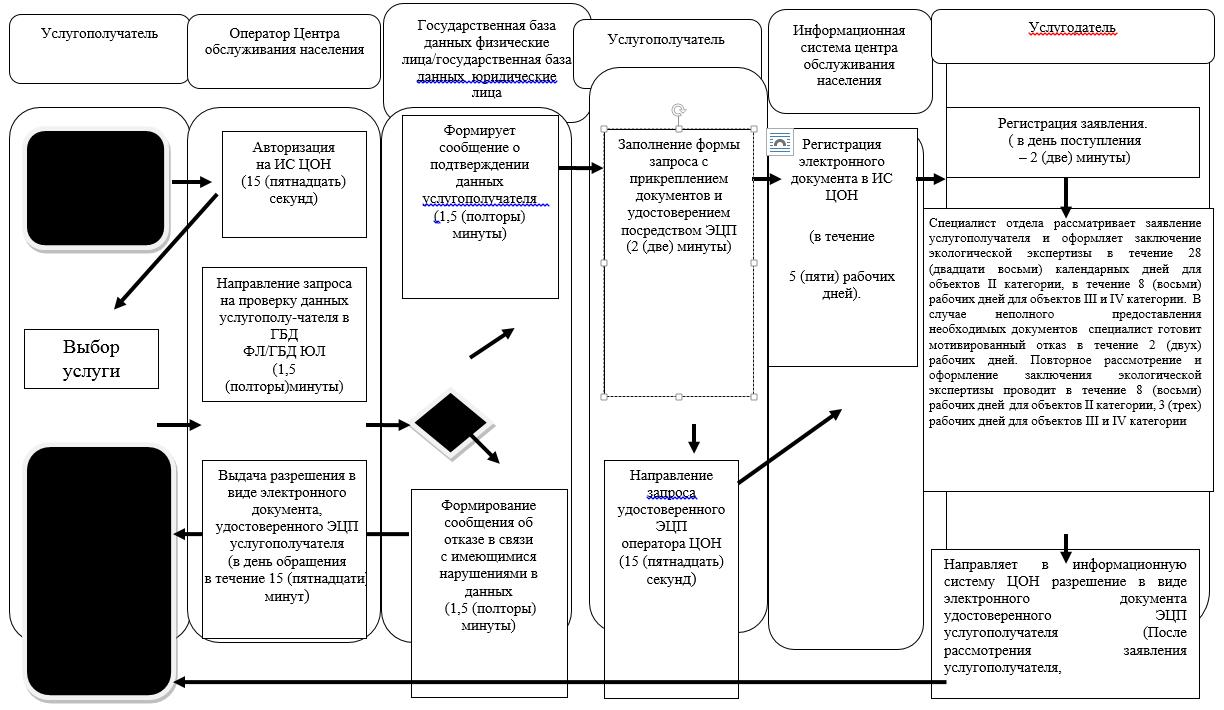 Услугополучатель
Оператор Центра
обслуживания населения
Государственная база
данных физические
лица/государственная база
данных юридические
лица
Услугополучатель
Информационная
система центра
обслуживания
населения
Услугодатель
Выбор
услуги
Авторизация
на ИС ЦОН
(15 (пятнадцать)
секунд)
Направление запроса
на проверку данных
услугополу-чателя в
ГБД
ФЛ/ГБД ЮЛ
(1,5
(полторы)минуты)
Выдача разрешения в
виде электронного
документа,
удостоверенного ЭЦП
услугополучателя
(в день обращения
в течение 15 (пятнадцати)
минут)
Формирует
сообщение о
подтверждении
данных
услугополучателя
(1,5 (полторы)
минуты)
Формирование
сообщения об
отказе в связи
с имеющимися
нарушениями в
данных
(1,5 (полторы)
минуты)
Заполнение формы
запроса с
прикреплением
документов и
удостоверением
посредством ЭЦП
(2 (две) минуты)
Направление
запроса
удостоверенного
ЭЦП
оператора ЦОН
(15 (пятнадцать)
секунд)
Регистрация
электронного
документа в ИС
ЦОН
(в течение
5 (пяти) рабочих
дней).
Регистрация заявления.
( в день поступления
– 2 (две) минуты)
Специалист отдела рассматривает заявление
услугополучателя и оформляет заключение
экологической экспертизы в течение 28
(двадцати восьми) календарных дней для
объектов II категории, в течение 8 (восьми)
рабочих дней для объектов III и IV категории. В
случае неполного предоставления
необходимых документов специалист готовит
мотивированный отказ в течение 2 (двух)
рабочих дней. Повторное рассмотрение и
оформление заключения экологической
экспертизы проводит в течение 8 (восьми)
рабочих дней для объектов II категории, 3 (трех)
рабочих дней для объектов III и IV категории
Направляет в информационную
систему ЦОН разрешение в виде
электронного документа
удостоверенного ЭЦП
услугополучателя (После
рассмотрения заявления
услугополучателя,